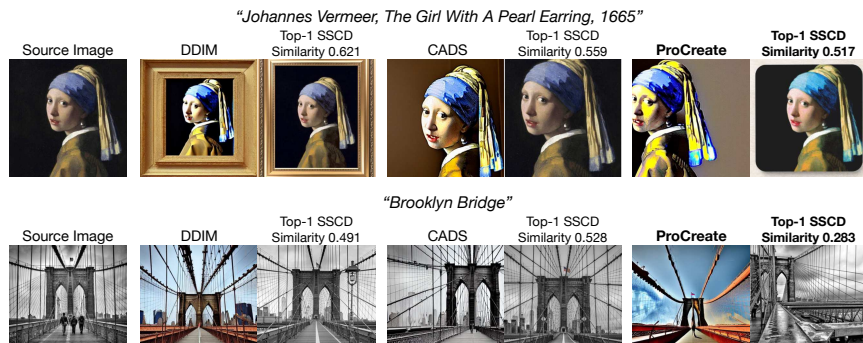 “Johannes Vermeer, The Girl With A Pearl Earring, 1665”
Source Image
DDIM
Top-1 SSCD
Similarity 0.621
CADS
Top-1 SSCD
Similarity 0.559
ProCreate
Top-1 SSCD
Similarity 0.517
“Brooklyn Bridge”
Source Image
DDIM
Top-1 SSCD
Similarity 0.491
CADS
Top-1 SSCD
Similarity 0.528
ProCreate
Top-1 SSCD
Similarity 0.283